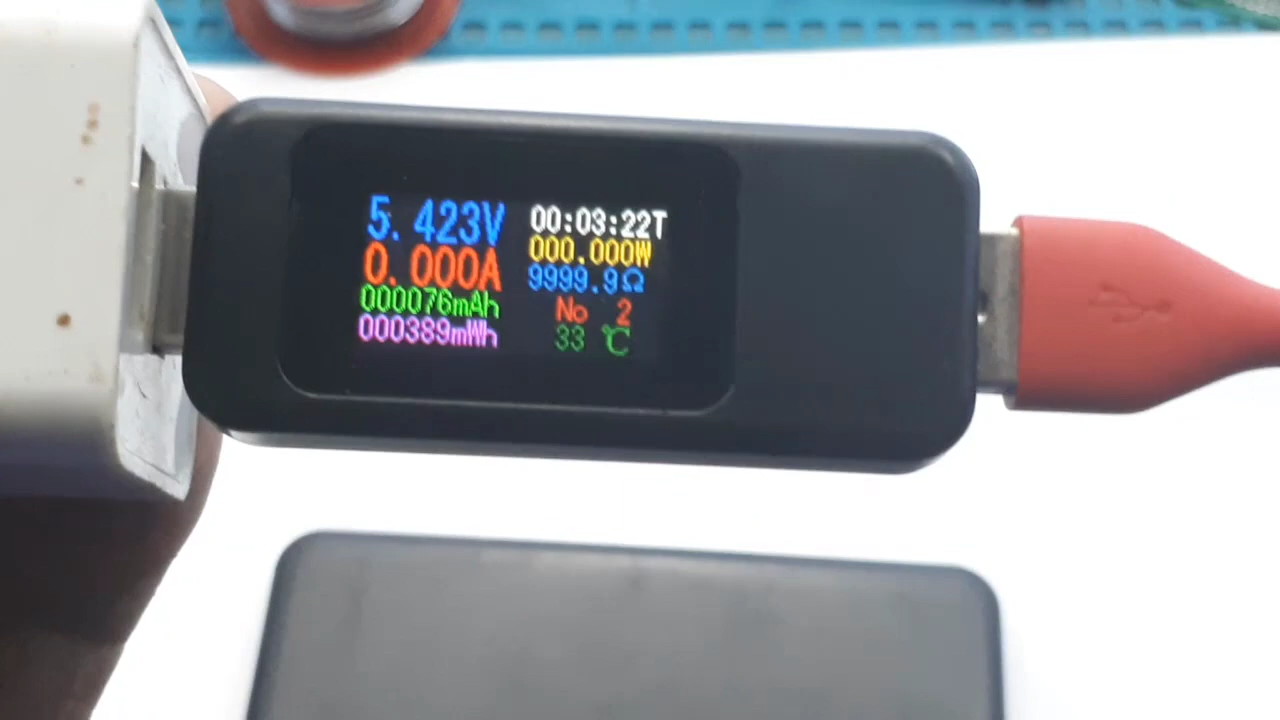 5.423V
0.000A
000076mAh
000389mWh
00:03:22T
000.000W
9999.9Ω
No 2
33 ℃